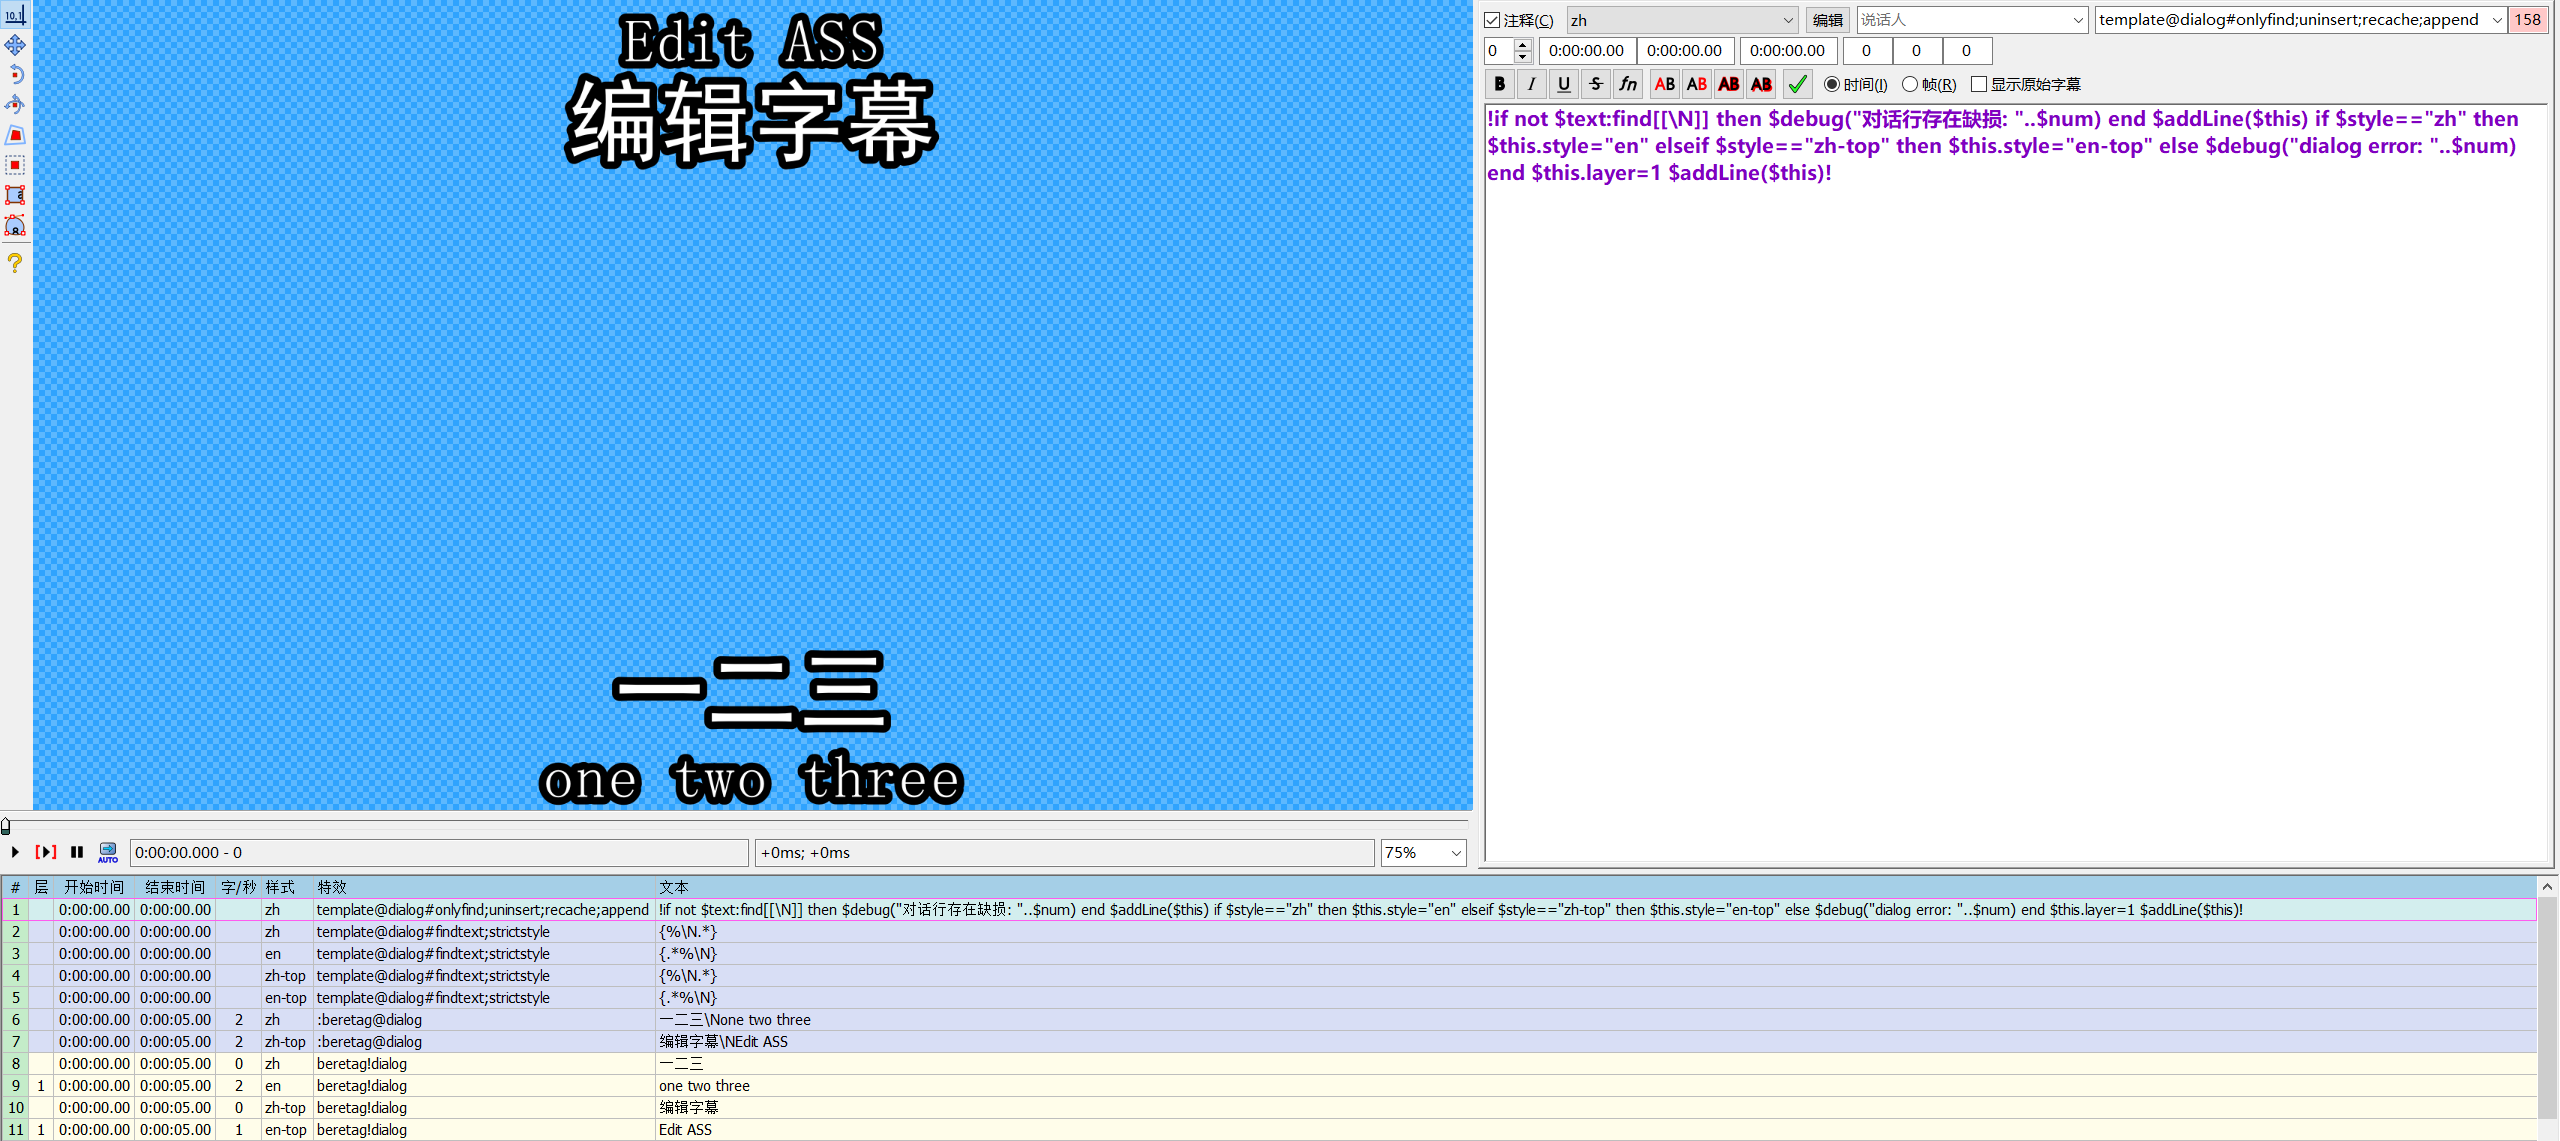 Edit ASS
编辑字幕
一二三
one two three
0:00:00.000 - 0
+0ms; +0ms
75%
注释(C)
zh
编辑
说话人
template@dialog#onlyfind;uninsert;recache;append
158
0
0:00:00.00
0:00:00.00
0:00:00.00
0
0
0
B I U S fn AB AB AB AB
时间(I)
帧(R)
显示原始字幕
!if not $text:find[[\N]] then $debug("对话行存在缺损: "..$num) end $addLine($this) if $style=="zh" then
$this.style="en" elseif $style=="zh-top" then $this.style="en-top" else $debug("dialog error: "..$num)
end $this.layer=1 $addLine($this)!
# 层 开始时间 结束时间 字/秒 样式 特效 文本
1 0:00:00.00 0:00:00.00 zh template@dialog#onlyfind;uninsert;recache;append !if not $text:find[[\N]] then $debug("对话行存在缺损: "..$num) end $addLine($this) if $style=="zh" then $this.style="en" elseif $style=="zh-top" then $this.style="en-top" else $debug("dialog error: "..$num) end $this.layer=1 $addLine($this)!
2 0:00:00.00 0:00:00.00 zh template@dialog#findtext;strictstyle {%\N.*}
3 0:00:00.00 0:00:00.00 en template@dialog#findtext;strictstyle {.*%\N}
4 0:00:00.00 0:00:00.00 zh-top template@dialog#findtext;strictstyle {%\N.*}
5 0:00:00.00 0:00:00.00 en-top template@dialog#findtext;strictstyle {.*%\N}
6 0:00:00.00 0:00:05.00 2 zh :beretag@dialog 一二三\None two three
7 0:00:00.00 0:00:05.00 2 zh-top :beretag@dialog 编辑字幕\NEdit ASS
8 0:00:00.00 0:00:05.00 0 zh beretag!dialog 一二三
9 1 0:00:00.00 0:00:05.00 2 en beretag!dialog one two three
10 0:00:00.00 0:00:05.00 0 zh-top beretag!dialog 编辑字幕
11 1 0:00:00.00 0:00:05.00 1 en-top beretag!dialog Edit ASS